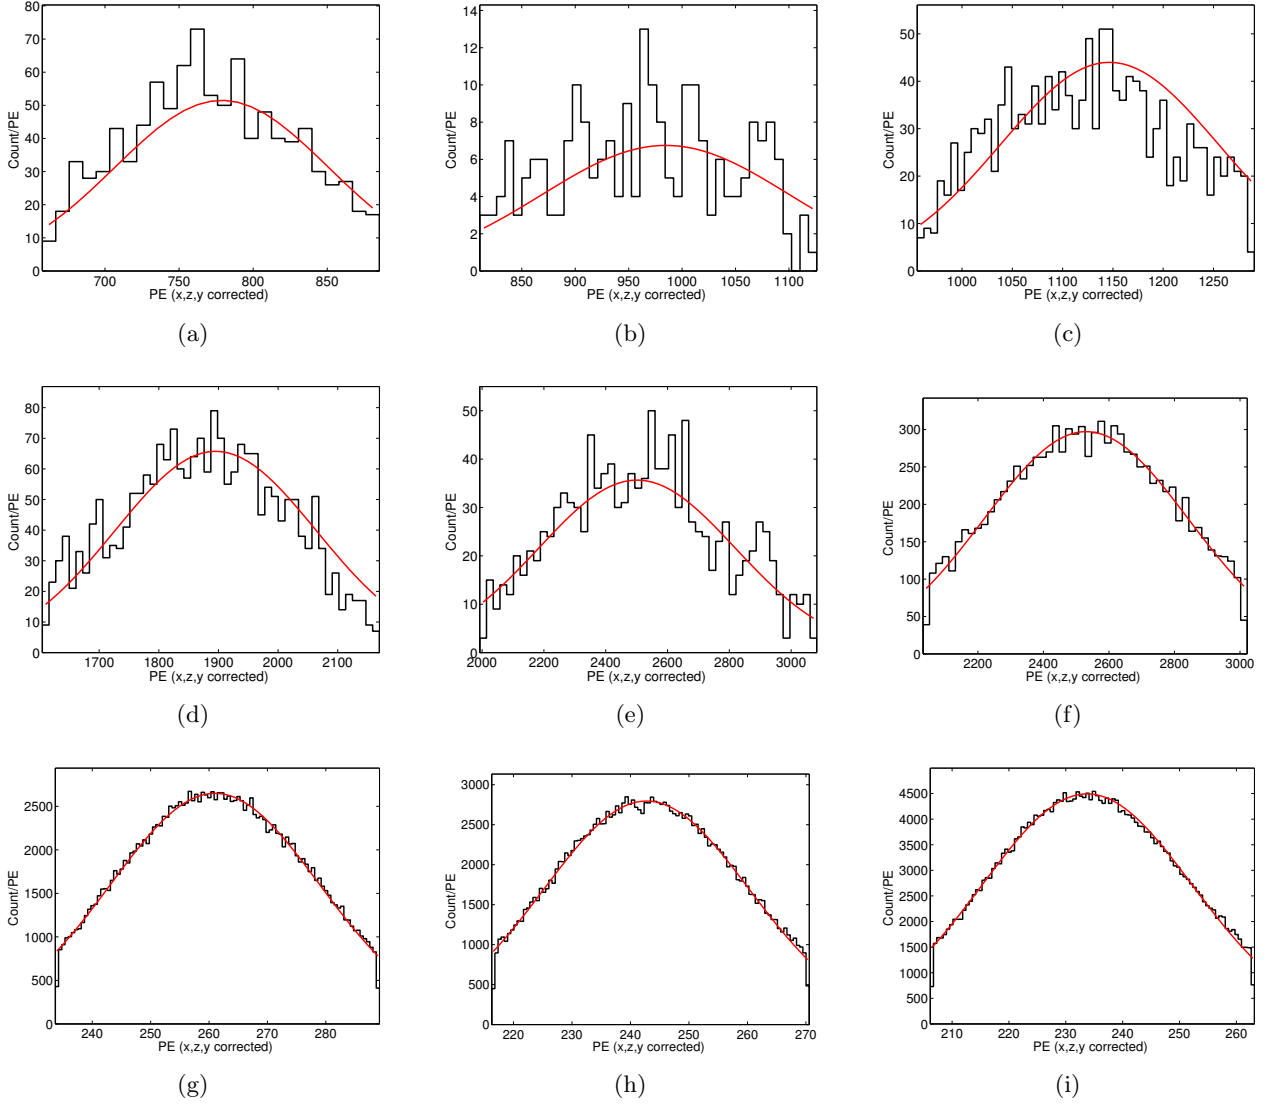 80
70
60
50
40
30
20
10
0
Count/PE
700 750 800 850
PE (x,z,y corrected)
(a)
14
12
10
8
6
4
2
0
Count/PE
850 900 950 1000 1050 1100
PE (x,z,y corrected)
(b)
50
40
30
20
10
0
Count/PE
1000 1050 1100 1150 1200 1250
PE (x,z,y corrected)
(c)
80
70
60
50
40
30
20
10
0
Count/PE
1700 1800 1900 2000 2100
PE (x,z,y corrected)
(d)
50
40
30
20
10
0
Count/PE
2000 2200 2400 2600 2800 3000
PE (x,z,y corrected)
(e)
300
250
200
150
100
50
0
Count/PE
2200 2400 2600 2800 3000
PE (x,z,y corrected)
(f)
2500
2000
1500
1000
500
0
Count/PE
240 250 260 270 280
PE (x,z,y corrected)
(g)
3000
2500
2000
1500
1000
500
0
Count/PE
220 230 240 250 260 270
PE (x,z,y corrected)
(h)
4500
4000
3500
3000
2500
2000
1500
1000
500
0
Count/PE
210 220 230 240 250 260
PE (x,z,y corrected)
(i)